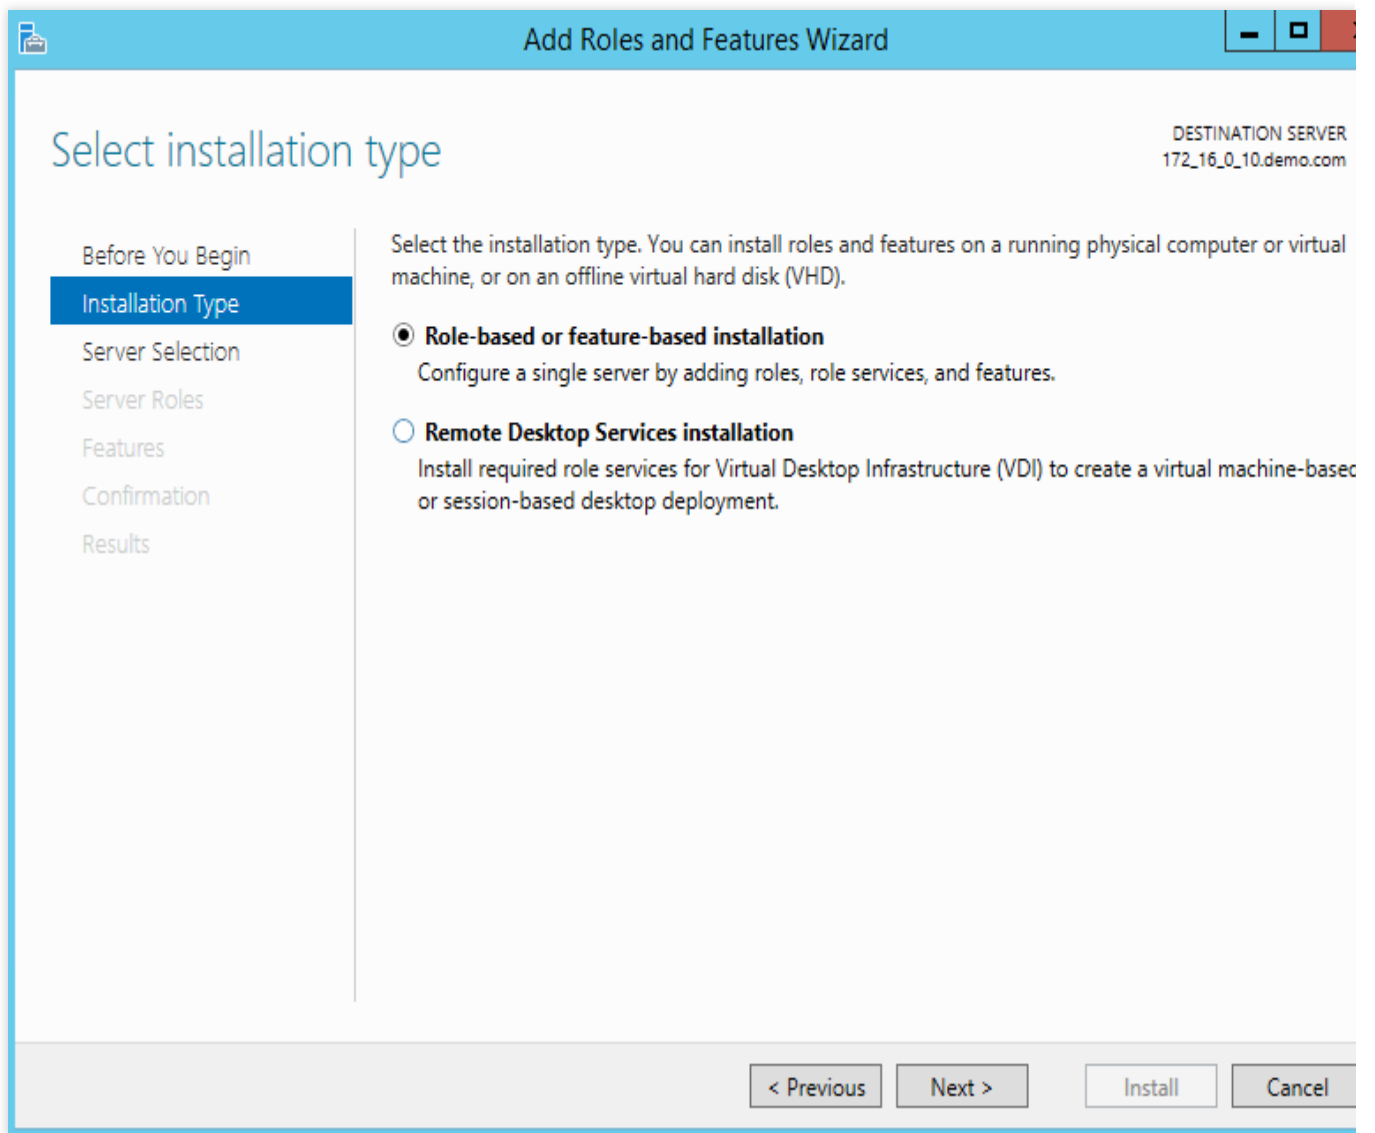 Add Roles and Features Wizard
Select installation type
DESTINATION SERVER
172_16_0_10.demo.com
Before You Begin
Installation Type
Server Selection
Server Roles
Features
Confirmation
Results
Select the installation type. You can install roles and features on a running physical computer or virtual
machine, or on an offline virtual hard disk (VHD).
Role-based or feature-based installation
Configure a single server by adding roles, role services, and features.
Remote Desktop Services installation
Install required role services for Virtual Desktop Infrastructure (VDI) to create a virtual machine-based
or session-based desktop deployment.
< Previous
Next >
Install
Cancel